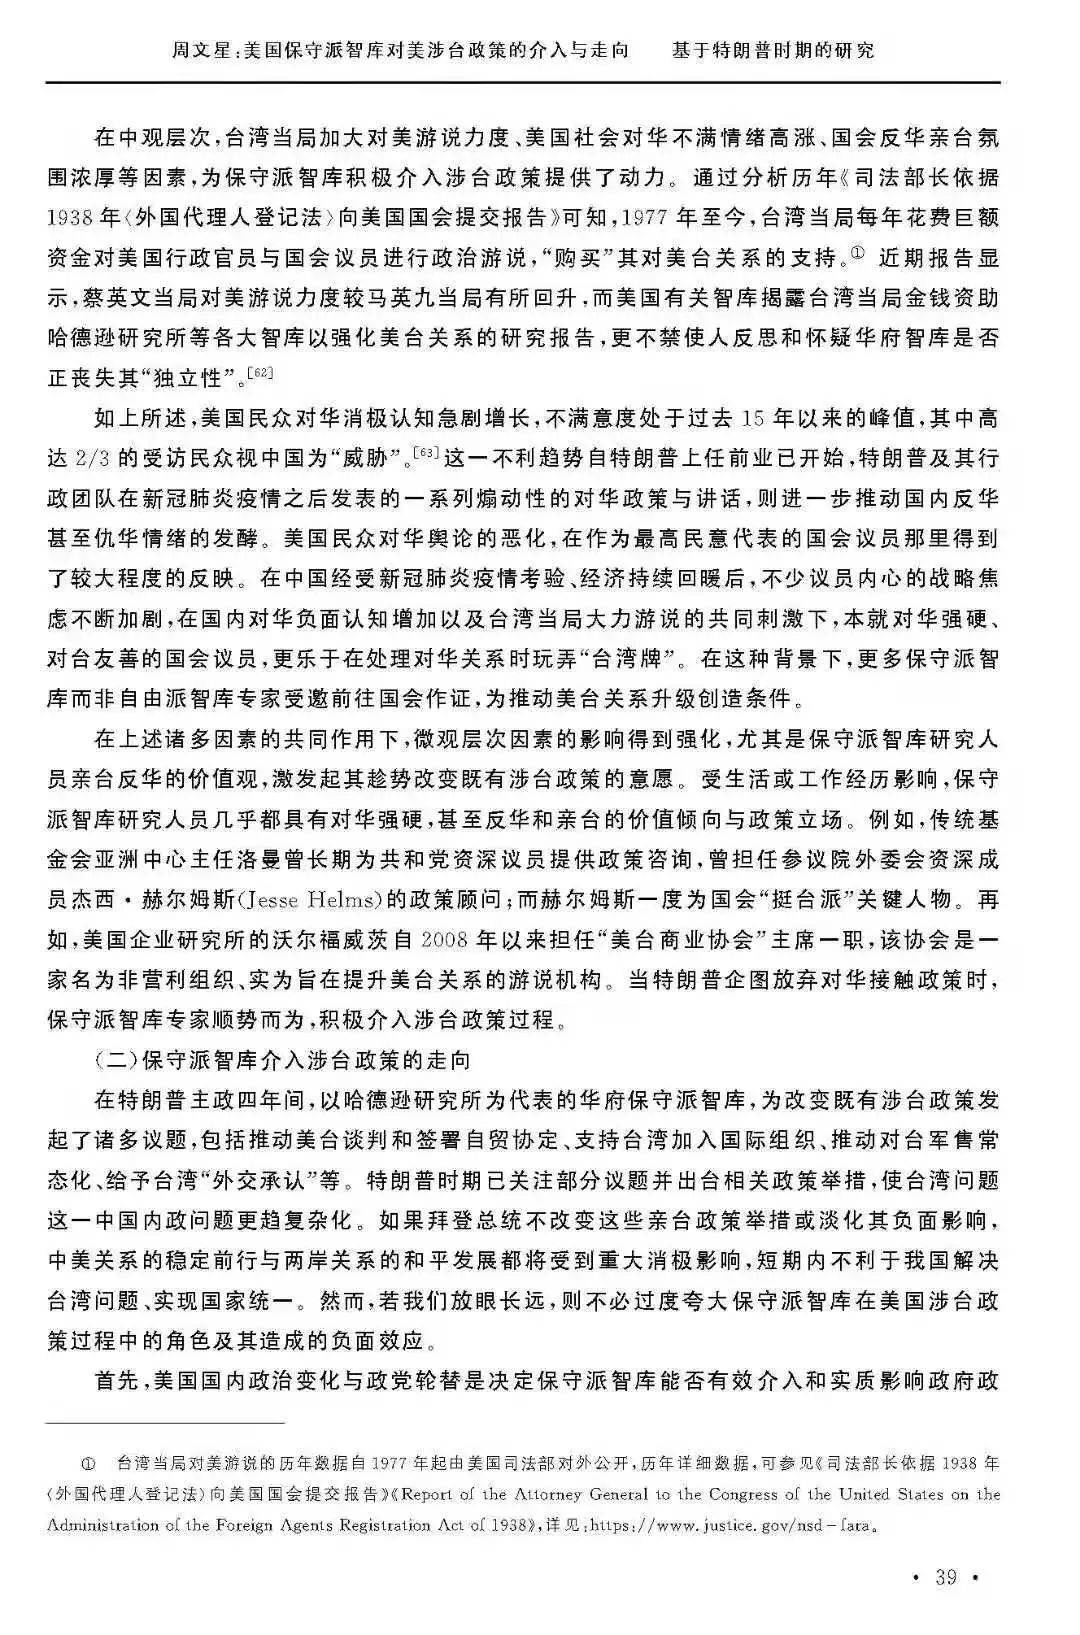 周文星:美国保守派智库对美涉台政策的介入与走向 基于特朗普时期的研究
在中观层次,台湾当局加大对美游说力度、美国社会对华不满情绪高涨、国会反华亲台氛
围浓厚等因素,为保守派智库积极介入涉台政策提供了动力。通过分析历年《司法部长依据
1938年〈外国代理人登记法〉向美国国会提交报告》可知,1977年至今,台湾当局每年花费巨额
资金对美国行政官员与国会议员进行政治游说,“购买”其对美台关系的支持。① 近期报告显
示,蔡英文当局对美游说力度较马英九当局有所回升,而美国有关智库揭露台湾当局金钱资助
哈德逊研究所等各大智库以强化美台关系的研究报告,更不禁使人反思和怀疑华府智库是否
正丧失其“独立性”。[62]
如上所述,美国民众对华消极认知急剧增长,不满意度处于过去15年以来的峰值,其中高
达2/3的受访民众视中国为“威胁”。[63]这一不利趋势自特朗普上任前业已开始,特朗普及其行
政团队在新冠肺炎疫情之后发表的一系列煽动性的对华政策与讲话,则进一步推动国内反华
甚至仇华情绪的发酵。美国民众对华舆论的恶化,在作为最高民意代表的国会议员那里得到
了较大程度的反映。在中国经受新冠肺炎疫情考验、经济持续回暖后,不少议员内心的战略焦
虑不断加剧,在国内对华负面认知增加以及台湾当局大力游说的共同刺激下,本就对华强硬、
对台友善的国会议员,更乐于在处理对华关系时玩弄“台湾牌”。在这种背景下,更多保守派智
库而非自由派智库专家受邀前往国会作证,为推动美台关系升级创造条件。
在上述诸多因素的共同作用下,微观层次因素的影响得到强化,尤其是保守派智库研究人
员亲台反华的价值观,激发起其趁势改变既有涉台政策的意愿。受生活或工作经历影响,保守
派智库研究人员几乎都具有对华强硬,甚至反华和亲台的价值倾向与政策立场。例如,传统基
金会亚洲中心主任洛曼曾长期为共和党资深议员提供政策咨询,曾担任参议院外委会资深成
员杰西·赫尔姆斯(Jesse Helms)的政策顾问;而赫尔姆斯一度为国会“挺台派”关键人物。再
如,美国企业研究所的沃尔福威茨自2008年以来担任“美台商业协会”主席一职,该协会是一
家名为非营利组织、实为旨在提升美台关系的游说机构。当特朗普企图放弃对华接触政策时,
保守派智库专家顺势而为,积极介入涉台政策过程。
(二)保守派智库介入涉台政策的走向
在特朗普主政四年间,以哈德逊研究所为代表的华府保守派智库,为改变既有涉台政策发
起了诸多议题,包括推动美台谈判和签署自贸协定、支持台湾加入国际组织、推动对台军售常
态化、给予台湾“外交承认”等。特朗普时期已关注部分议题并出台相关政策举措,使台湾问题
这一中国内政问题更趋复杂化。如果拜登总统不改变这些亲台政策举措或淡化其负面影响,
中美关系的稳定前行与两岸关系的和平发展都将受到重大消极影响,短期内不利于我国解决
台湾问题、实现国家统一。然而,若我们放眼长远,则不必过度夸大保守派智库在美国涉台政
策过程中的角色及其造成的负面效应。
首先,美国国内政治变化与政党轮替是决定保守派智库能否有效介入和实质影响政府政
① 台湾当局对美游说的历年数据自1977年起由美国司法部对外公开,历年详细数据,可参见《司法部长依据1938年
〈外国代理人登记法〉向美国国会提交报告》《Report of the Attorney General to the Congress of the United States on the
Administration of the Foreign Agents Registration Act of 1938》,详见:https://www.justice.gov/nsd-fara。
· 39 ·